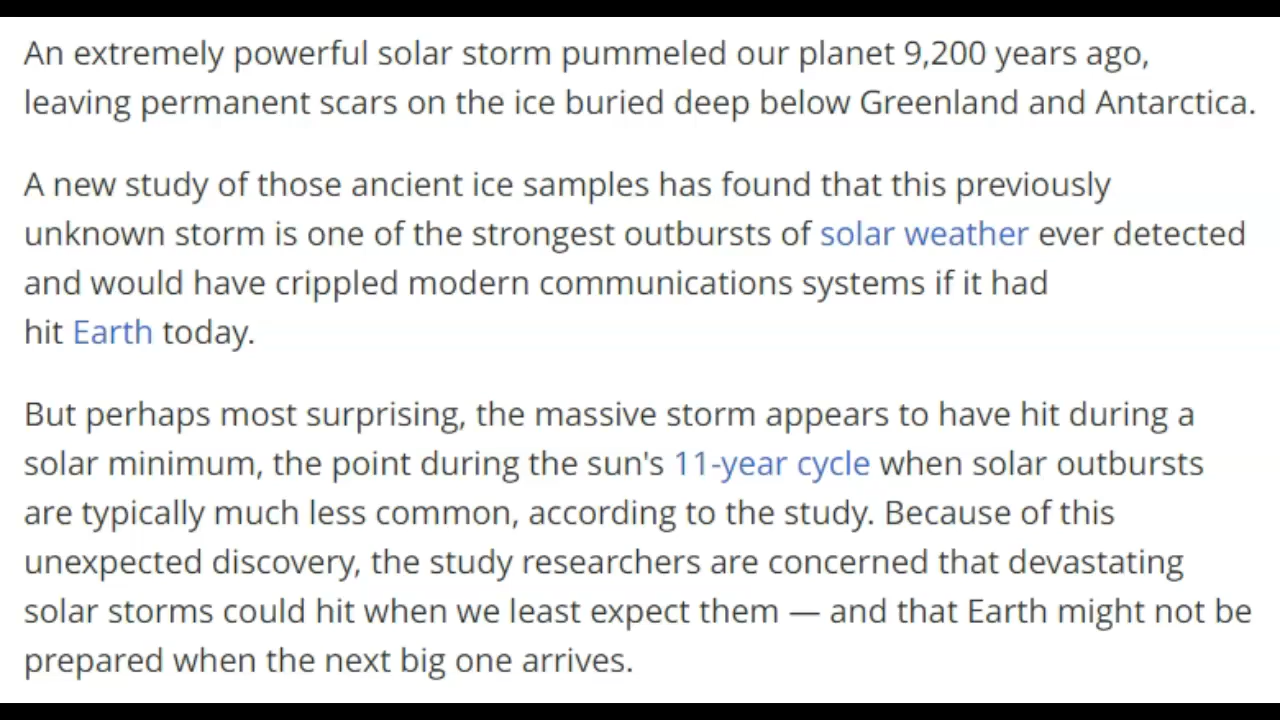 An extremely powerful solar storm pummeled our planet 9,200 years ago,
leaving permanent scars on the ice buried deep below Greenland and Antarctica.
A new study of those ancient ice samples has found that this previously
unknown storm is one of the strongest outbursts of solar weather ever detected
and would have crippled modern communications systems if it had
hit Earth today.
But perhaps most surprising, the massive storm appears to have hit during a
solar minimum, the point during the sun's 11-year cycle when solar outbursts
are typically much less common, according to the study. Because of this
unexpected discovery, the study researchers are concerned that devastating
solar storms could hit when we least expect them — and that Earth might not be
prepared when the next big one arrives.